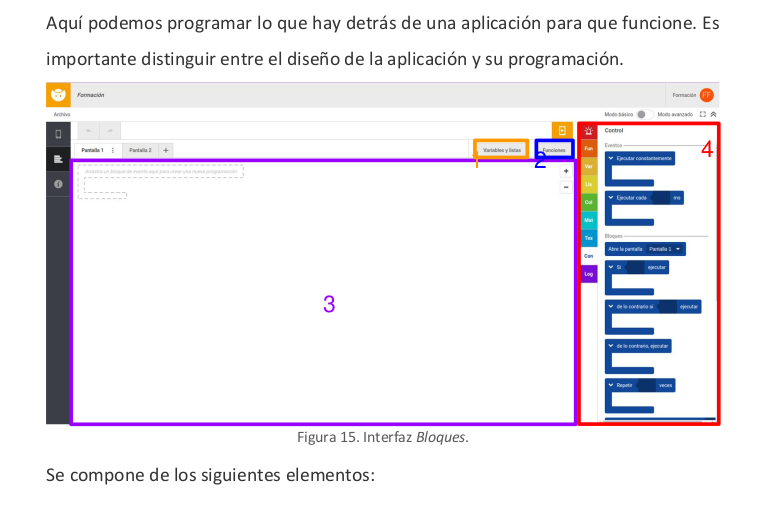 Aquí podemos programar lo que hay detrás de una aplicación para que funcione. Es
importante distinguir entre el diseño de la aplicación y su programación.
Formación
Formación FF
Archivo
Modo básico Modo avanzado
Pantalla 1 Pantalla 2 +
Variables y listas
1
Funciones
2
Arrastra un bloque de evento aquí para crear una nueva programación
+
−
3
4
Fun
Var
Lis
Col
Mat
Tex
Con
Log
Control
Eventos
Ejecutar constantemente
Ejecutar cada ms
Bloques
Abre la pantalla Pantalla 1
Si ejecutar
de lo contrario si ejecutar
de lo contrario, ejecutar
Repetir veces
Figura 15. Interfaz Bloques.
Se compone de los siguientes elementos: